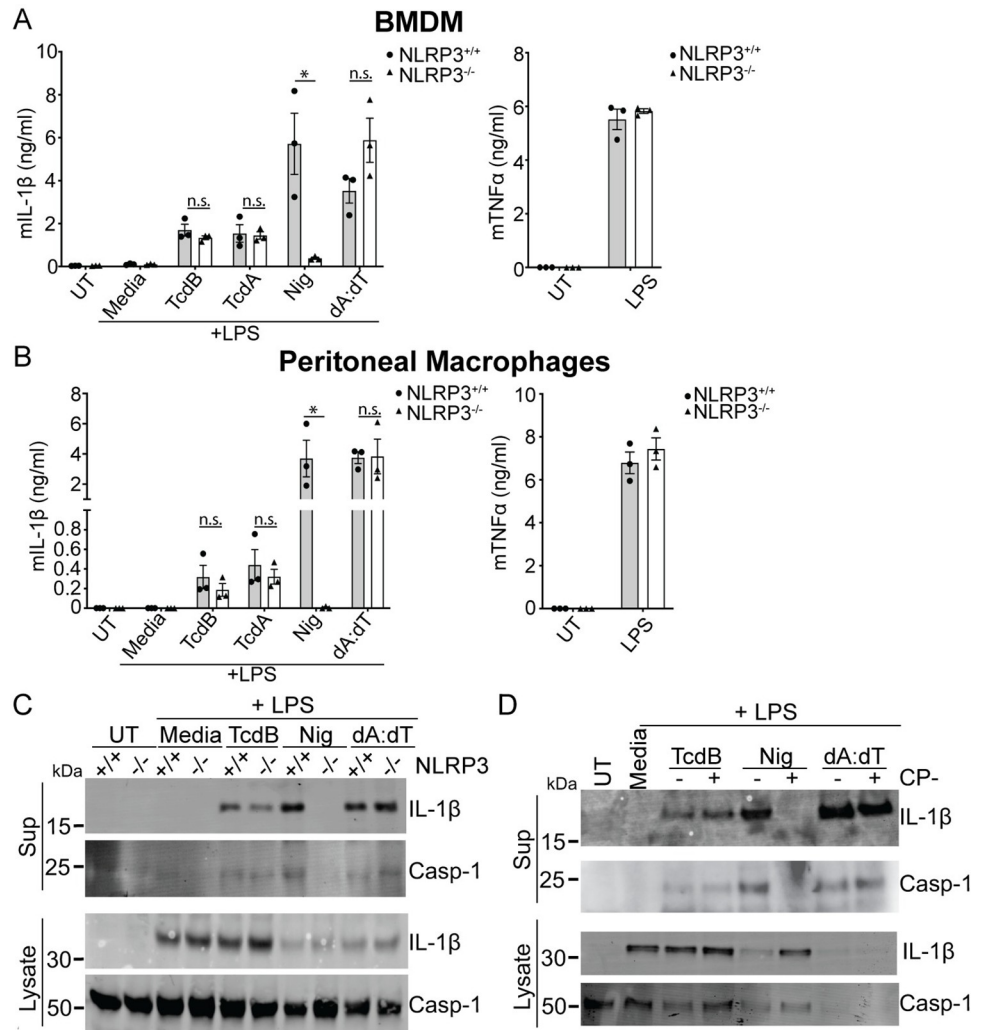 A
BMDM
10
8
6
4
2
0
mIL-1β (ng/ml)
NLRP3+/+
NLRP3-/-
n.s.
n.s.
*
n.s.
UT
Media
TcdB
TcdA
Nig
dA:dT
+LPS
8
6
4
2
0
mTNFα (ng/ml)
NLRP3+/+
NLRP3-/-
UT
LPS
B
Peritoneal Macrophages
8
6
4
2
0.8
0.6
0.4
0.2
0
mIL-1β (ng/ml)
NLRP3+/+
NLRP3-/-
n.s.
n.s.
*
n.s.
UT
Media
TcdB
TcdA
Nig
dA:dT
+LPS
10
8
6
4
2
0
mTNFα (ng/ml)
NLRP3+/+
NLRP3-/-
UT
LPS
C
+ LPS
UT Media TcdB Nig dA:dT
kDa +/+ -/- +/+ -/- +/+ -/- +/+ -/- +/+ -/- NLRP3
Sup
15 IL-1β
25 Casp-1
Lysate
30 IL-1β
50 Casp-1
D
+ LPS
UT Media TcdB Nig dA:dT
kDa - + - + - + CP-
Sup
15 IL-1β
25 Casp-1
Lysate
30 IL-1β
50 Casp-1